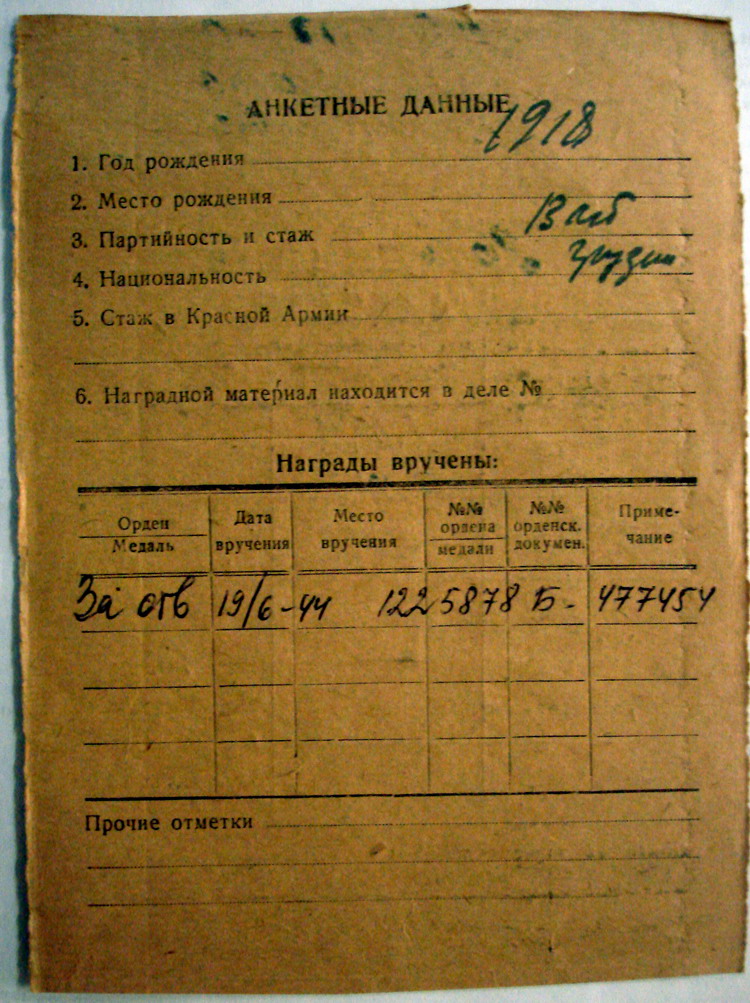 АНКЕТНЫЕ ДАННЫЕ
1. Год рождения 1918
2. Место рождения
3. Партийность и стаж
4. Национальность грузин
5. Стаж в Красной Армии
6. Наградной материал находится в деле №
Награды вручены:
Орден Медаль Дата вручения Место вручения №№ ордена медали №№ орденск. докумен. Приме-чание
За отв 19/6-44 1225878 Б- 477454
Прочие отметки